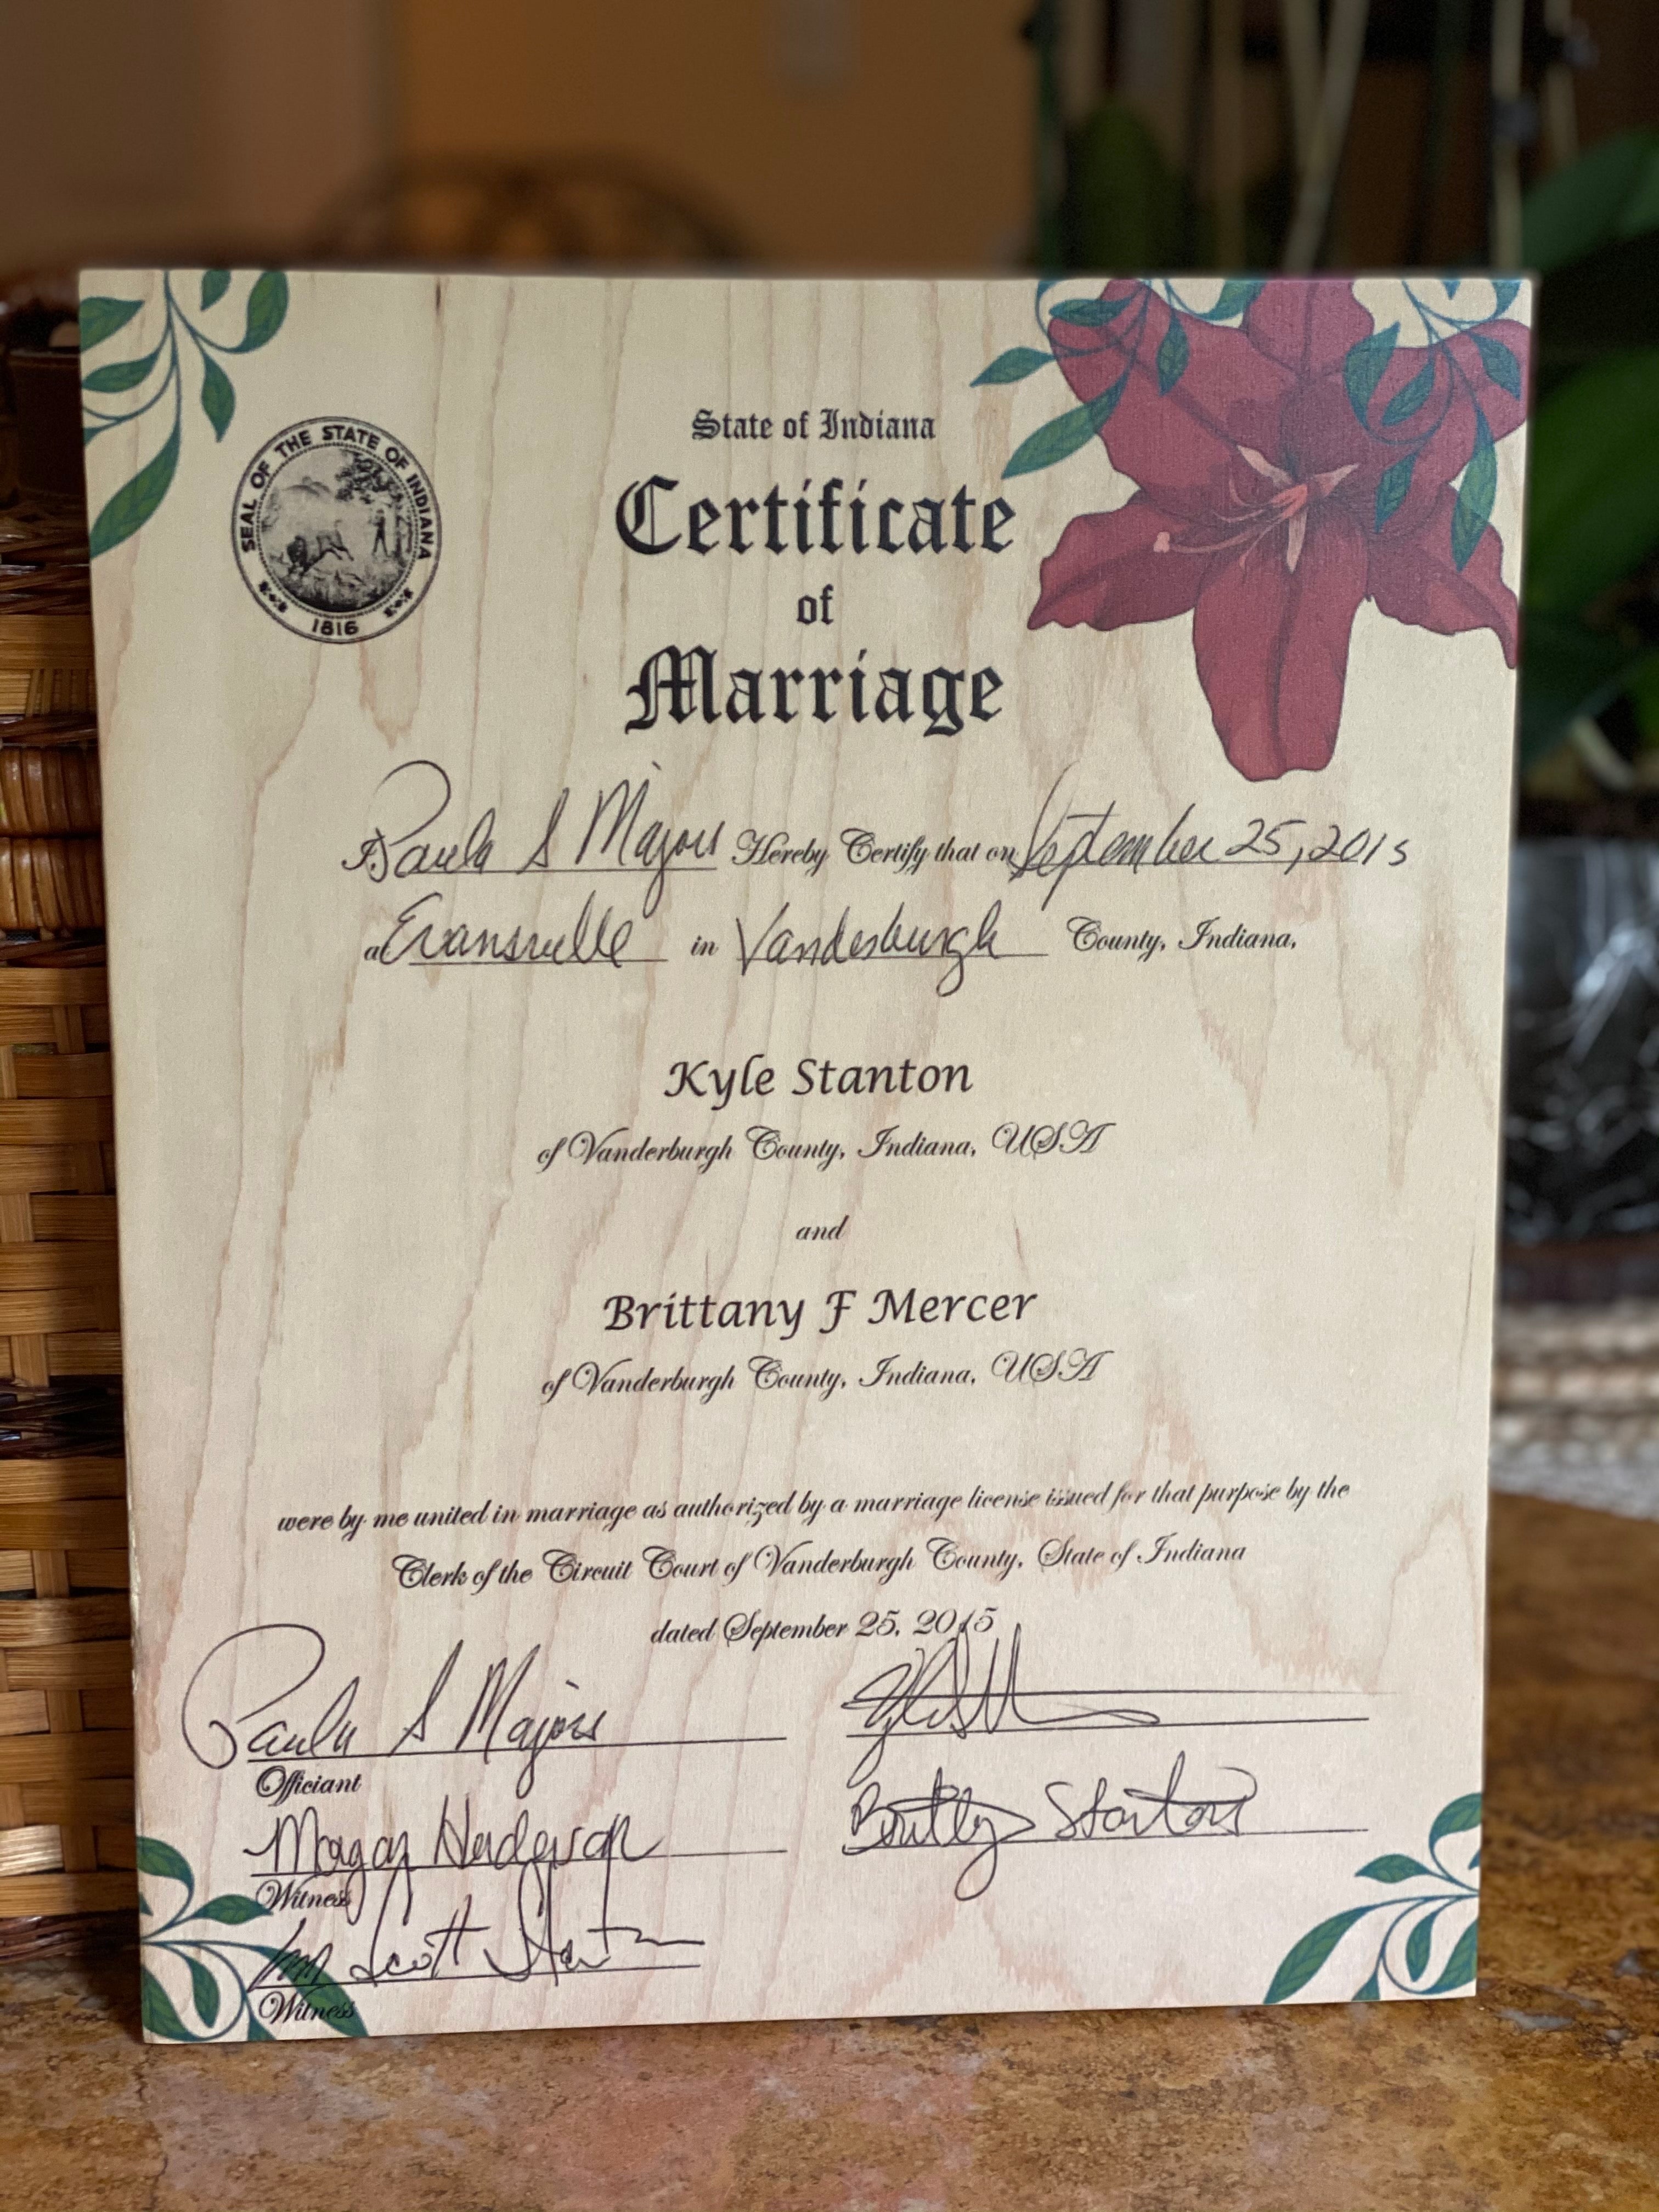 SEAL OF THE STATE OF INDIANA
1816
State of Indiana
Certificate
of
Marriage
I, Paula S Majors Hereby Certify that on September 25, 2015
at Evansville in Vanderburgh County, Indiana,
Kyle Stanton
of Vanderburgh County, Indiana, USA
and
Brittany F Mercer
of Vanderburgh County, Indiana, USA
were by me united in marriage as authorized by a marriage license issued for that purpose by the
Clerk of the Circuit Court of Vanderburgh County, State of Indiana
dated September 25, 2015
Paula S Majors
Officiant
Stanton
Witness
Scott Stanton
Witness